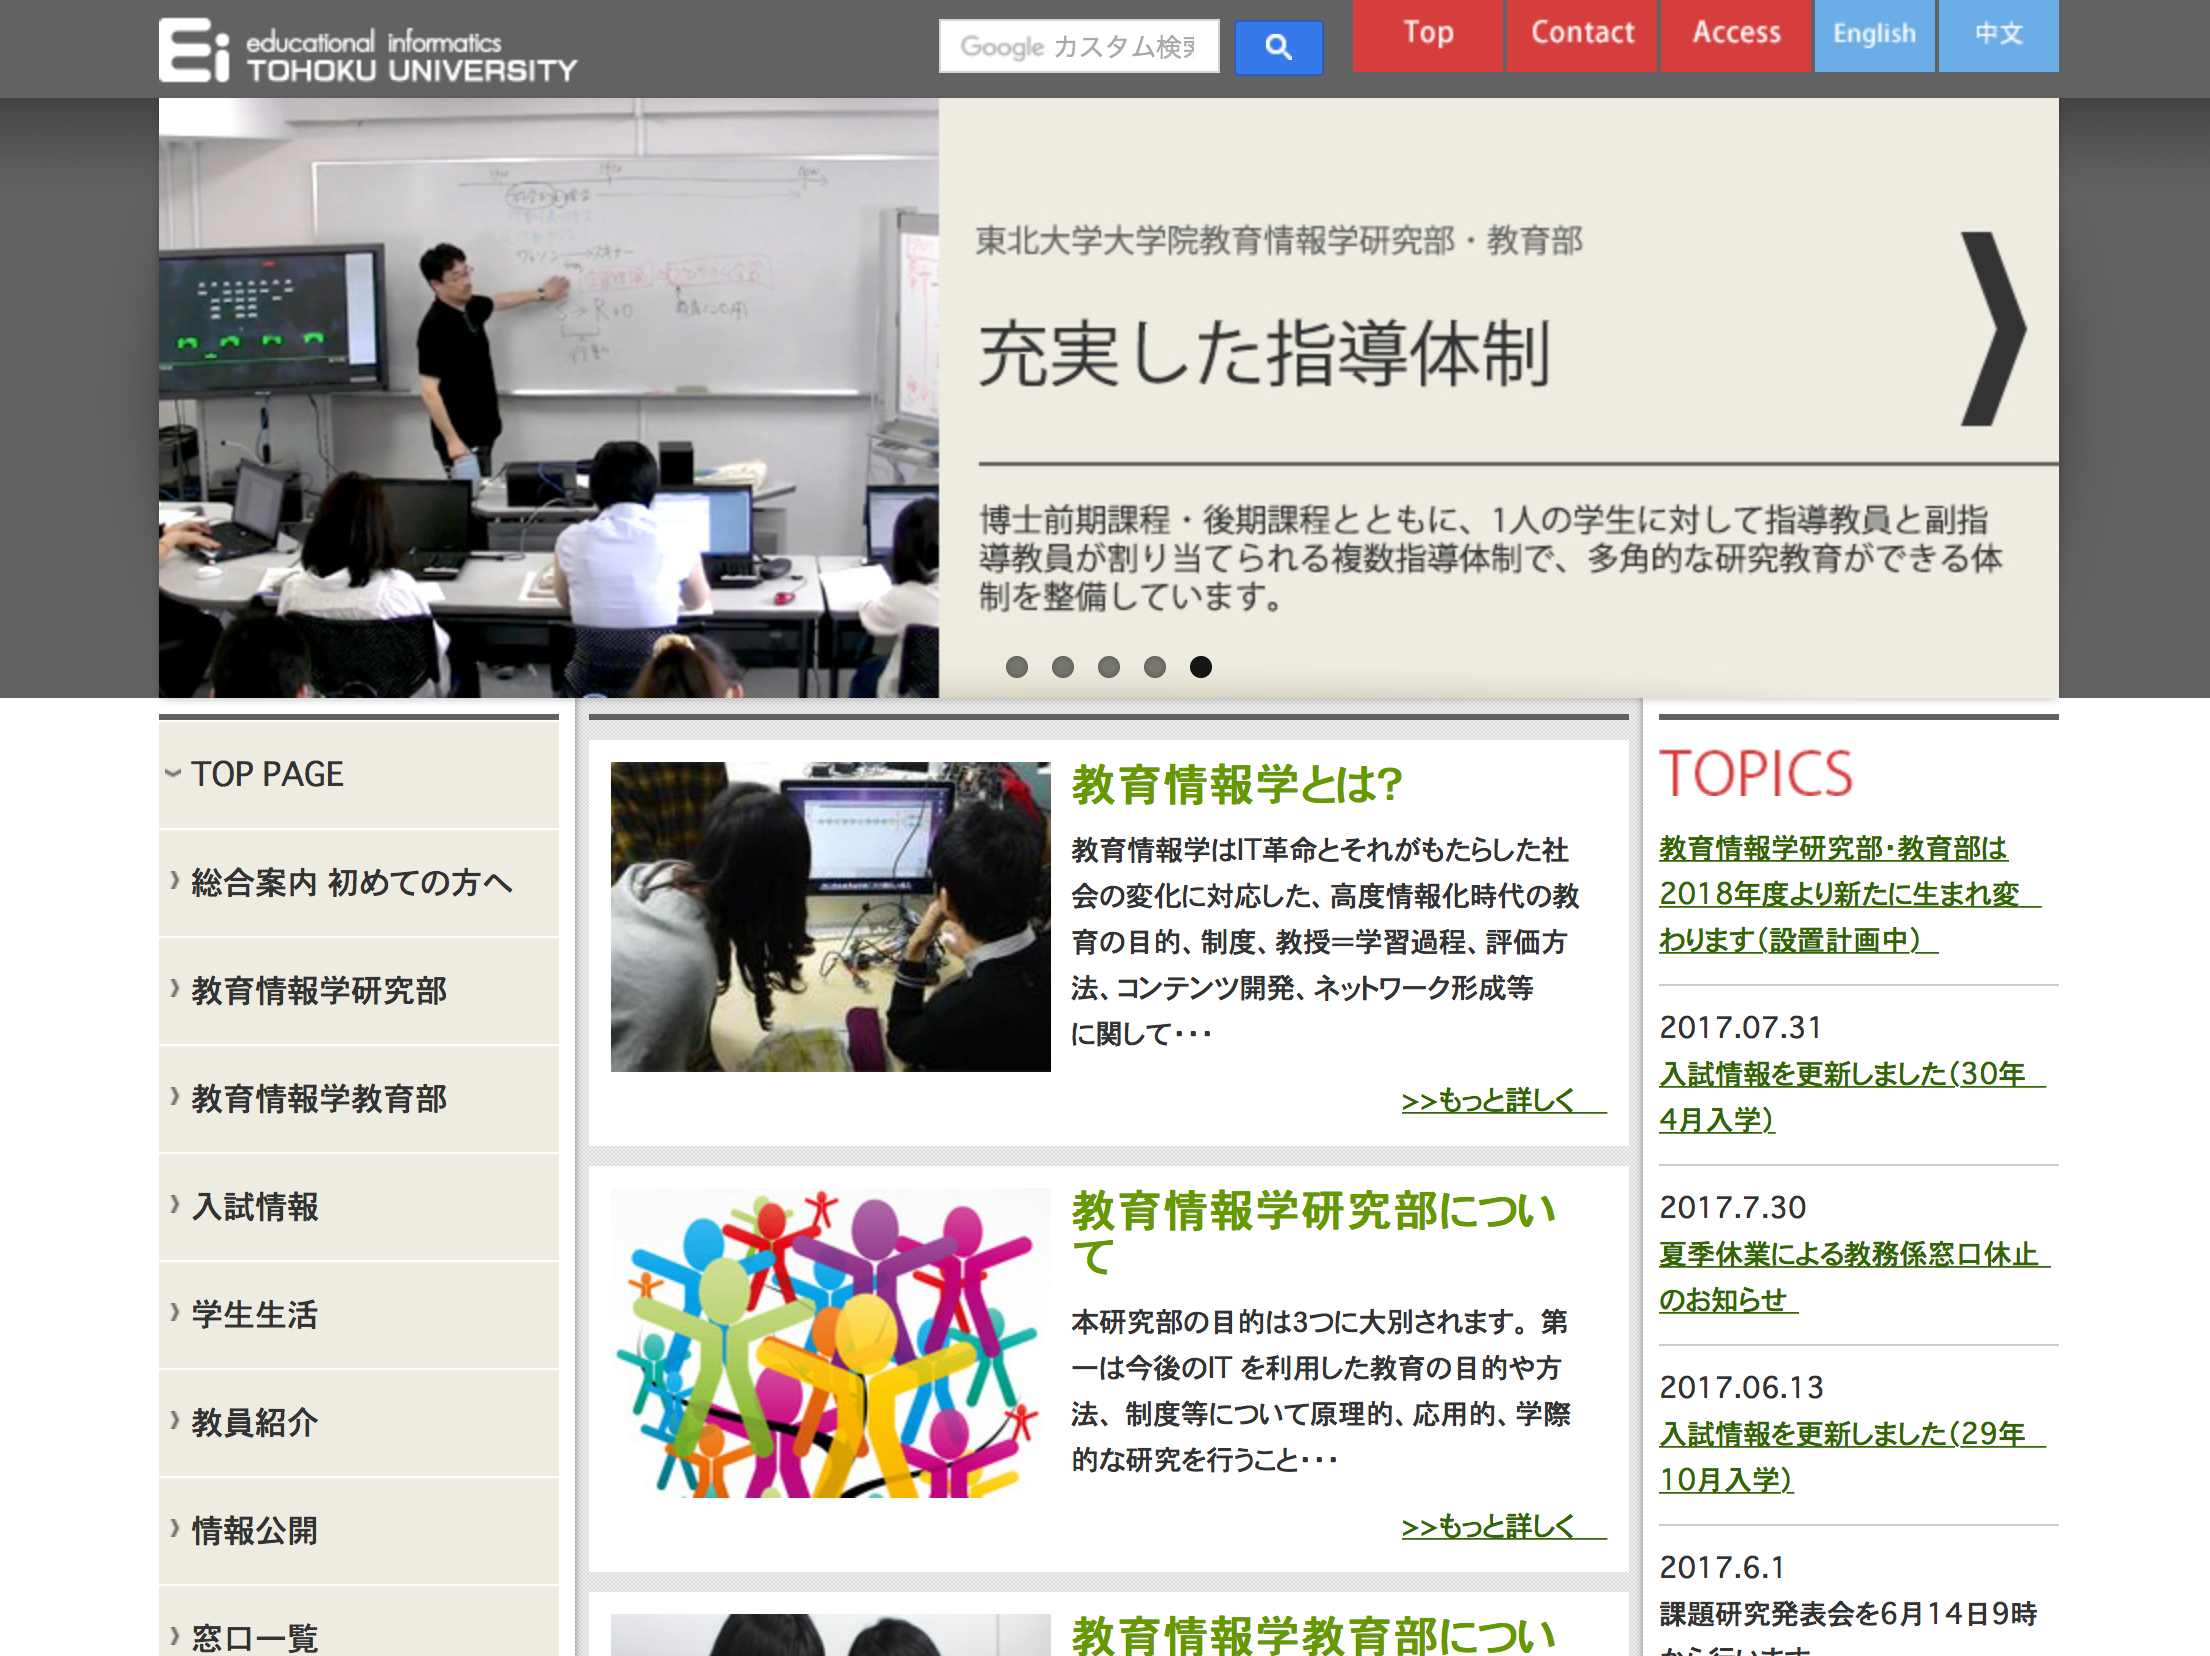 Ei educational informatics
TOHOKU UNIVERSITY
Google カスタム検索
Top
Contact
Access
English
中文
東北大学大学院教育情報学研究部・教育部
充実した指導体制
博士前期課程・後期課程とともに、1人の学生に対して指導教員と副指
導教員が割り当てられる複数指導体制で、多角的な研究教育ができる体
制を整備しています。
TOP PAGE
総合案内 初めての方へ
教育情報学研究部
教育情報学教育部
入試情報
学生生活
教員紹介
情報公開
窓口一覧
教育情報学とは?
教育情報学はIT革命とそれがもたらした社
会の変化に対応した、高度情報化時代の教
育の目的、制度、教授=学習過程、評価方
法、コンテンツ開発、ネットワーク形成等
に関して・・・
>>もっと詳しく
教育情報学研究部につい
て
本研究部の目的は3つに大別されます。第
一は今後のIT を利用した教育の目的や方
法、制度等について原理的、応用的、学際
的な研究を行うこと・・・
>>もっと詳しく
教育情報学教育部につい
TOPICS
教育情報学研究部・教育部は
2018年度より新たに生まれ変
わります(設置計画中)
2017.07.31
入試情報を更新しました(30年
4月入学)
2017.7.30
夏季休業による教務係窓口休止
のお知らせ
2017.06.13
入試情報を更新しました(29年
10月入学)
2017.6.1
課題研究発表会を6月14日9時
から行います